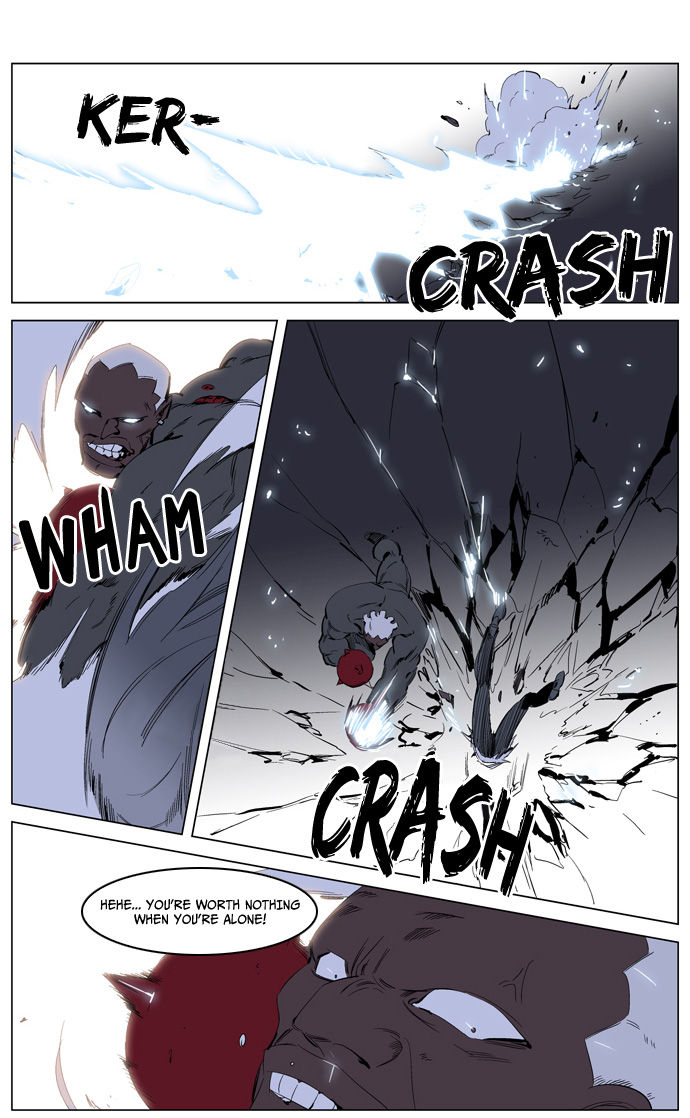 KER-
CRASH
WHAM
CRASH
HEHE... YOU'RE WORTH NOTHING
WHEN YOU'RE ALONE!